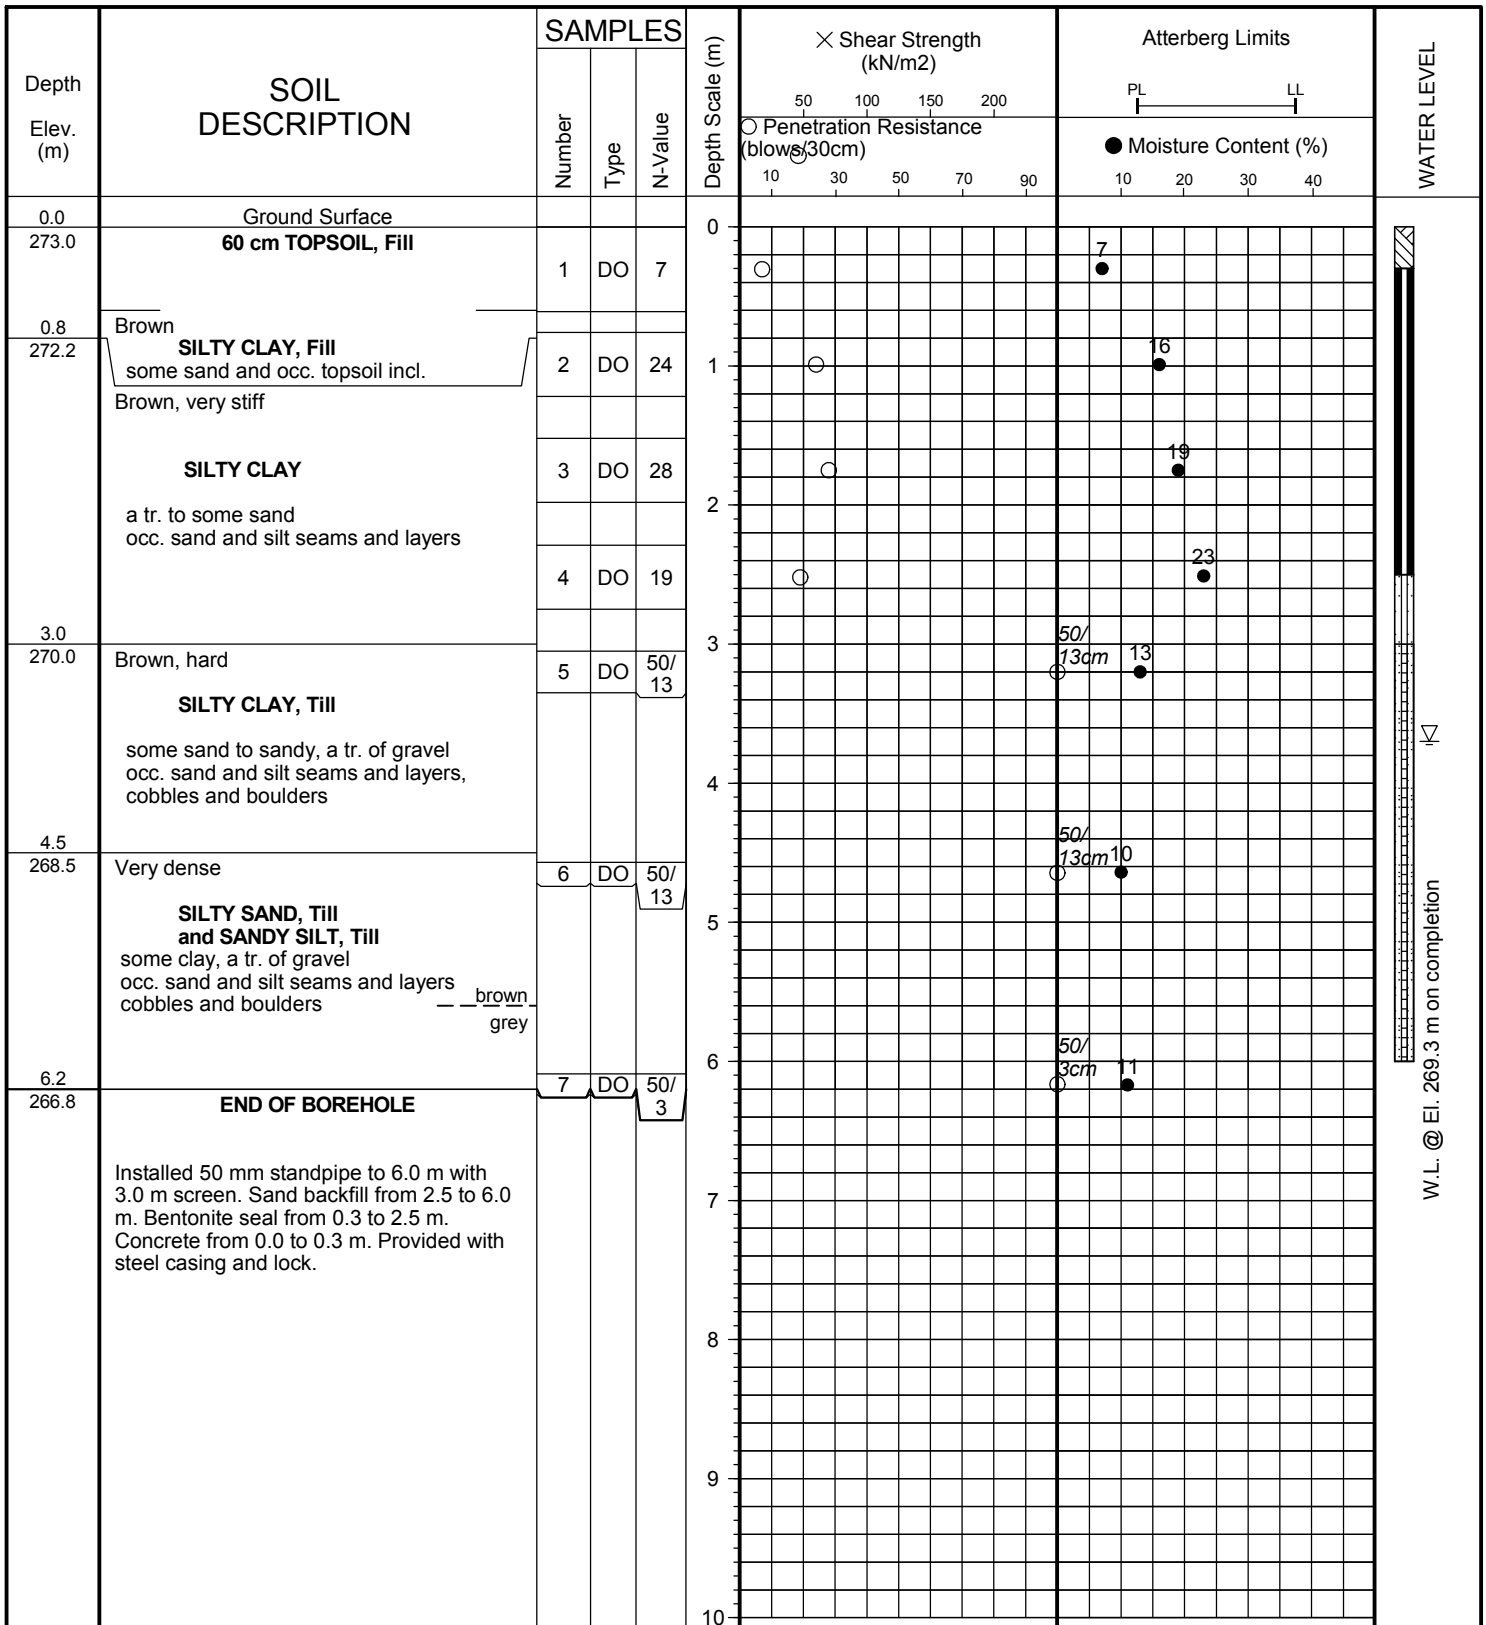 Depth
Elev.
(m)
SOIL
DESCRIPTION
SAMPLES
Number
Type
N-Value
Depth Scale (m)
× Shear Strength
(kN/m2)
50 100 150 200
○ Penetration Resistance
(blows/30cm)
10 30 50 70 90
Atterberg Limits
PL LL
● Moisture Content (%)
10 20 30 40
WATER LEVEL
0.0 Ground Surface
273.0 60 cm TOPSOIL, Fill
1 DO 7
0.8 Brown
272.2 SILTY CLAY, Fill
some sand and occ. topsoil incl.
2 DO 24
Brown, very stiff
SILTY CLAY
3 DO 28
a tr. to some sand
occ. sand and silt seams and layers
4 DO 19
3.0
270.0 Brown, hard
5 DO 50/
13
SILTY CLAY, Till
some sand to sandy, a tr. of gravel
occ. sand and silt seams and layers,
cobbles and boulders
4.5
268.5 Very dense
6 DO 50/
13
SILTY SAND, Till
and SANDY SILT, Till
some clay, a tr. of gravel
occ. sand and silt seams and layers
cobbles and boulders
brown
grey
6.2
266.8 END OF BOREHOLE
7 DO 50/
3
Installed 50 mm standpipe to 6.0 m with
3.0 m screen. Sand backfill from 2.5 to 6.0
m. Bentonite seal from 0.3 to 2.5 m.
Concrete from 0.0 to 0.3 m. Provided with
steel casing and lock.
0
1
2
3
4
5
6
7
8
9
10
7
16
19
23
50/
13cm 13
50/
13cm 10
50/
3cm 11
W.L. @ El. 269.3 m on completion